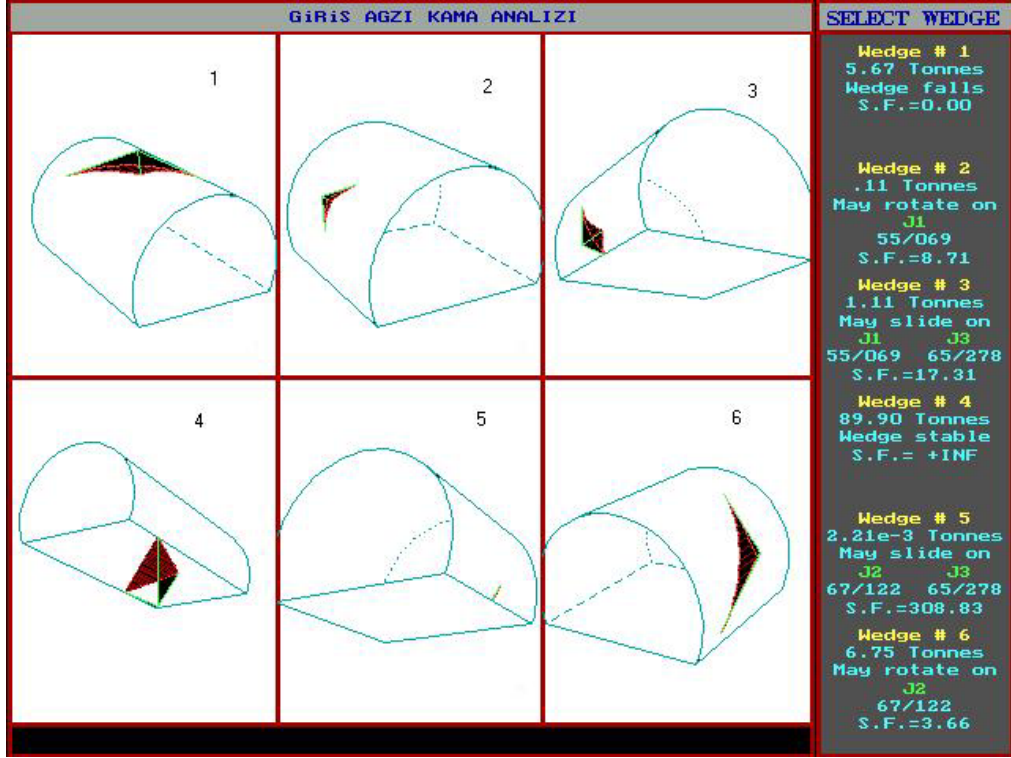 GiRiS AGZI KAMA ANALIZI
SELECT WEDGE
1
2
3
4
5
6
Wedge # 1
5.67 Tonnes
Wedge falls
S.F.=0.00
Wedge # 2
.11 Tonnes
May rotate on
J1
55/069
S.F.=8.71
Wedge # 3
1.11 Tonnes
May slide on
J1 J3
55/069 65/278
S.F.=17.31
Wedge # 4
89.90 Tonnes
Wedge stable
S.F.= +INF
Wedge # 5
2.21e-3 Tonnes
May slide on
J2 J3
67/122 65/278
S.F.=308.83
Wedge # 6
6.75 Tonnes
May rotate on
J2
67/122
S.F.=3.66